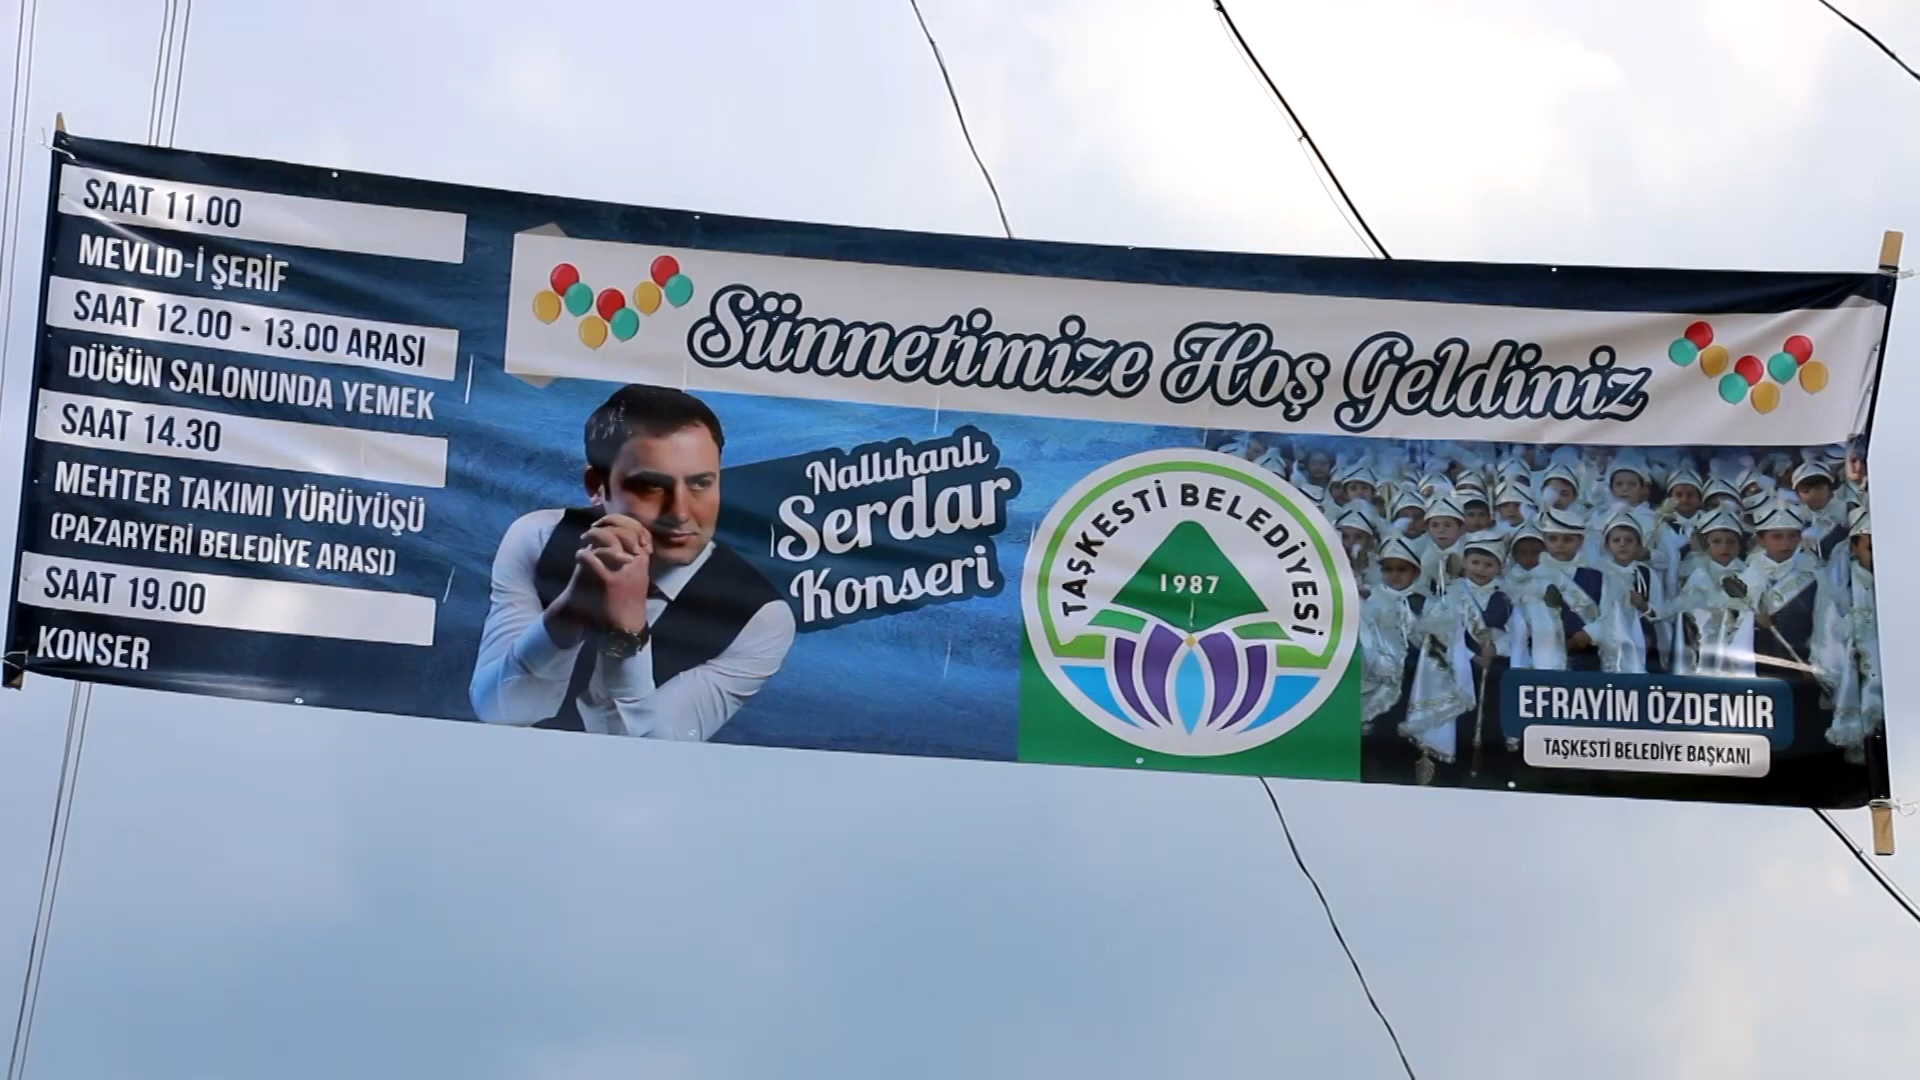 SAAT 11.00
MEVLID-İ ŞERİF
SAAT 12.00 - 13.00 ARASI
DÜĞÜN SALONUNDA YEMEK
SAAT 14.30
MEHTER TAKIMI YÜRÜYÜŞÜ
(PAZARYERİ BELEDİYE ARASI)
SAAT 19.00
KONSER
Sünnetimize Hoş Geldiniz
Nallıhanlı
Serdar
Konseri
TAŞKESTİ BELEDİYESİ
1987
EFRAYİM ÖZDEMİR
TAŞKESTİ BELEDİYE BAŞKANI